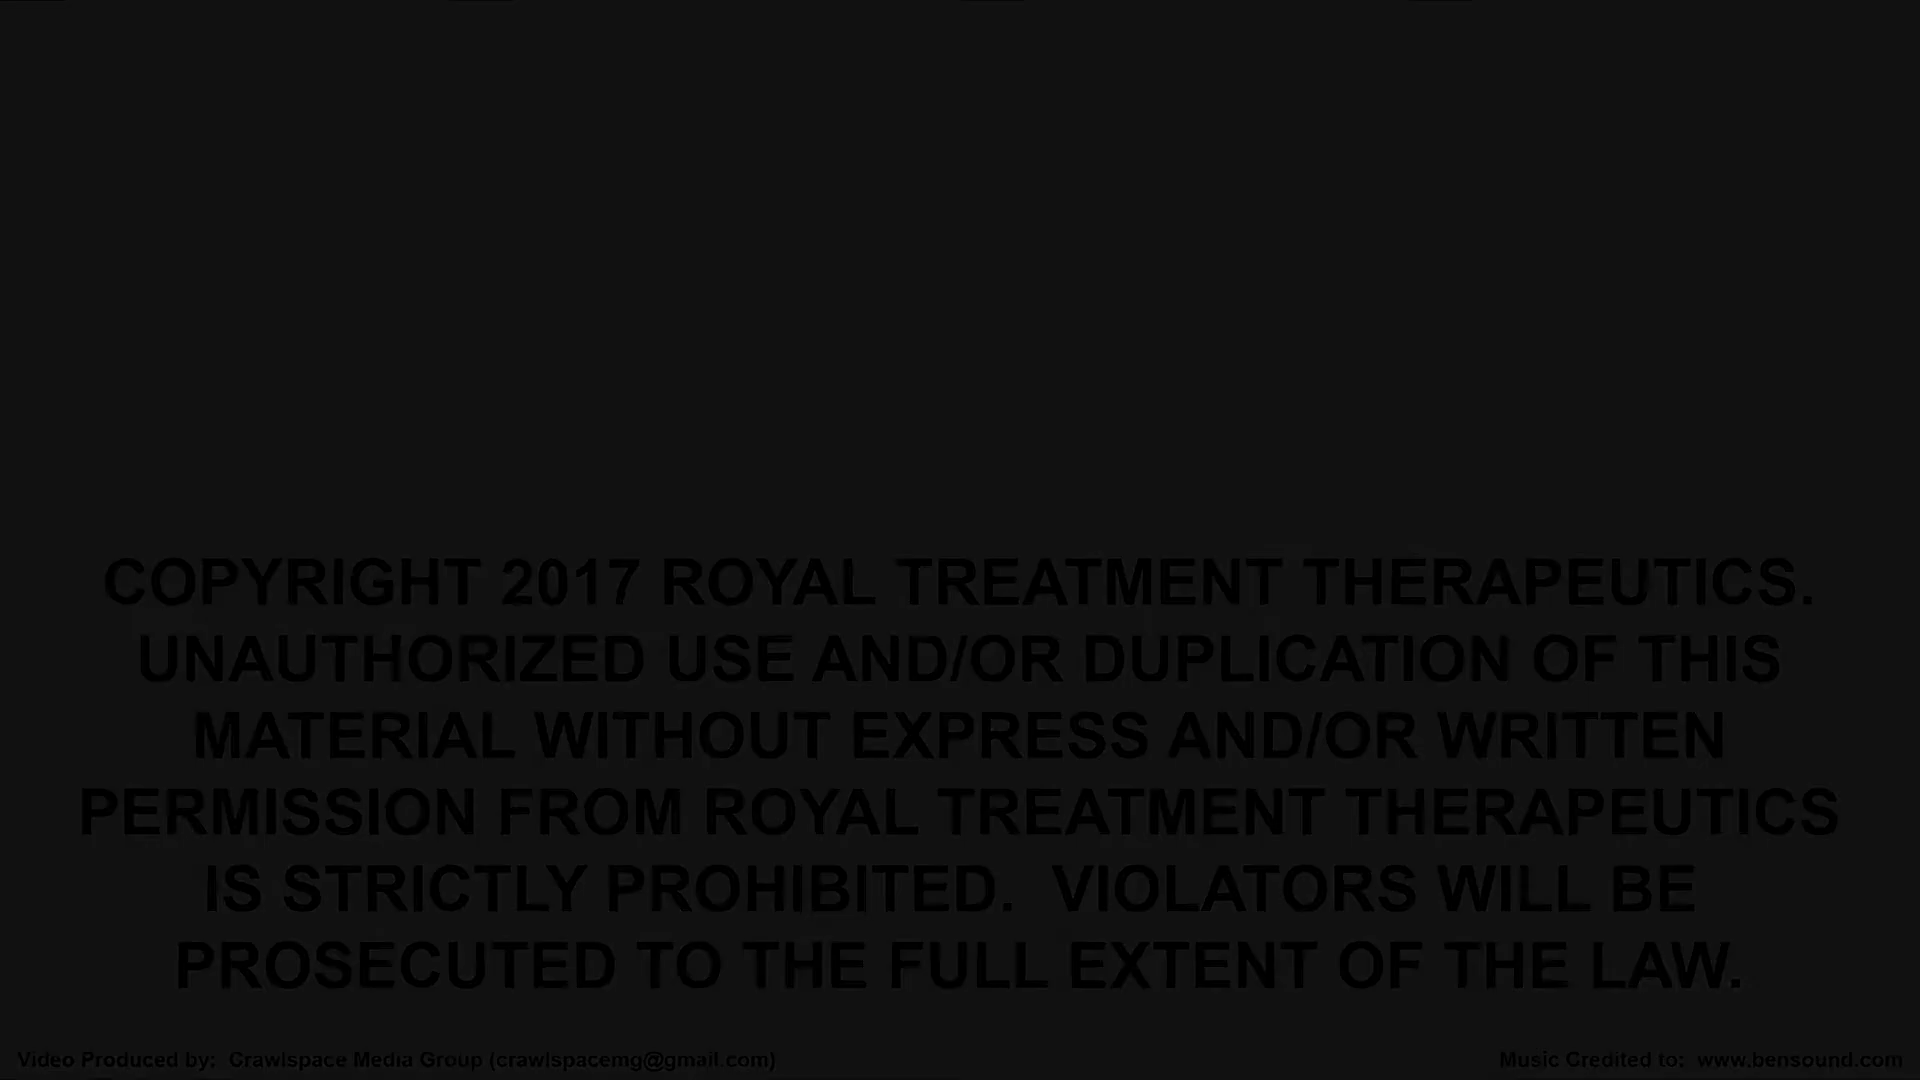 COPYRIGHT 2017 ROYAL TREATMENT THERAPEUTICS.
UNAUTHORIZED USE AND/OR DUPLICATION OF THIS
MATERIAL WITHOUT EXPRESS AND/OR WRITTEN
PERMISSION FROM ROYAL TREATMENT THERAPEUTICS
IS STRICTLY PROHIBITED.  VIOLATORS WILL BE
PROSECUTED TO THE FULL EXTENT OF THE LAW.
Video Produced by:  Crawlspace Media Group (crawlspacemg@gmail.com)
Music Credited to:  www.bensound.com